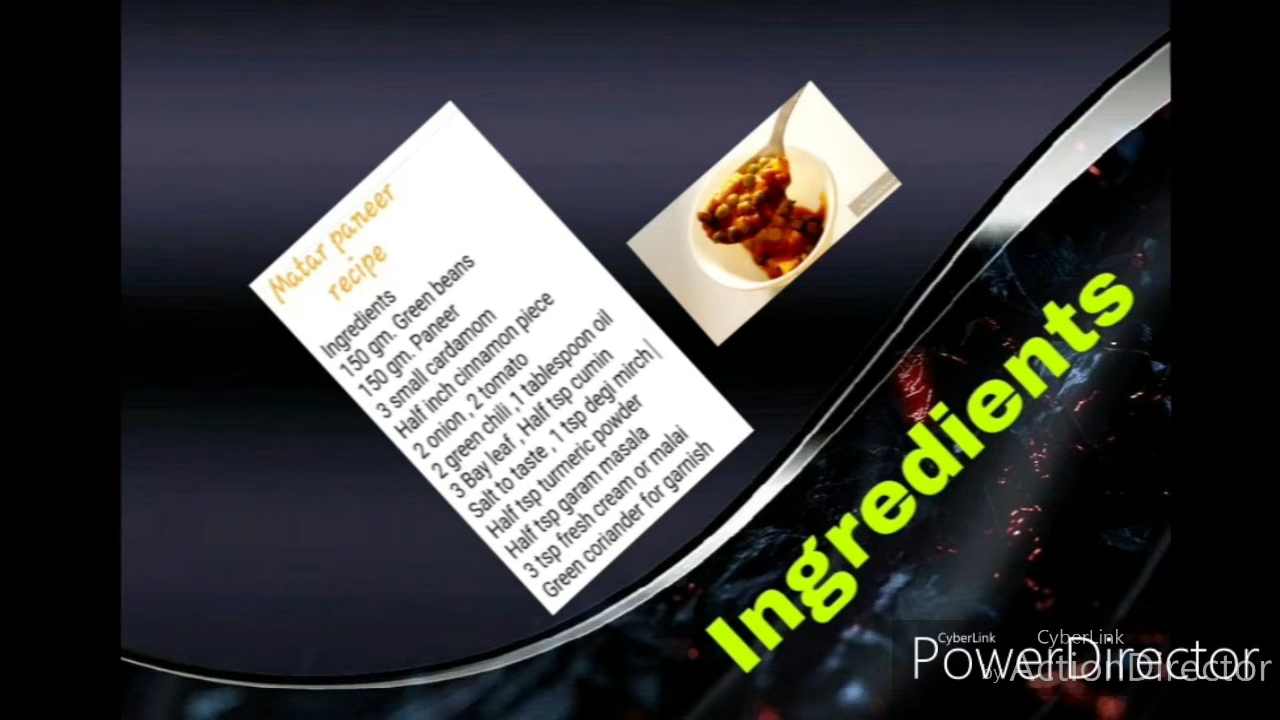 Matar paneer
recipe
Ingredients
150 gm. Green beans
150 gm. Paneer
3 small cardamom
Half inch cinnamon piece
2 onion ,2 tomato
2 green chili ,1 tablespoon oil
3 Bay leaf , Half tsp cumin
Salt to taste , 1 tsp degi mirch
Half tsp turmeric powder
Half tsp garam masala
3 tsp fresh cream or malai
Green coriander for garnish
Ingredients
CyberLink
PowerDirector
CyberLink
by ActionDirector